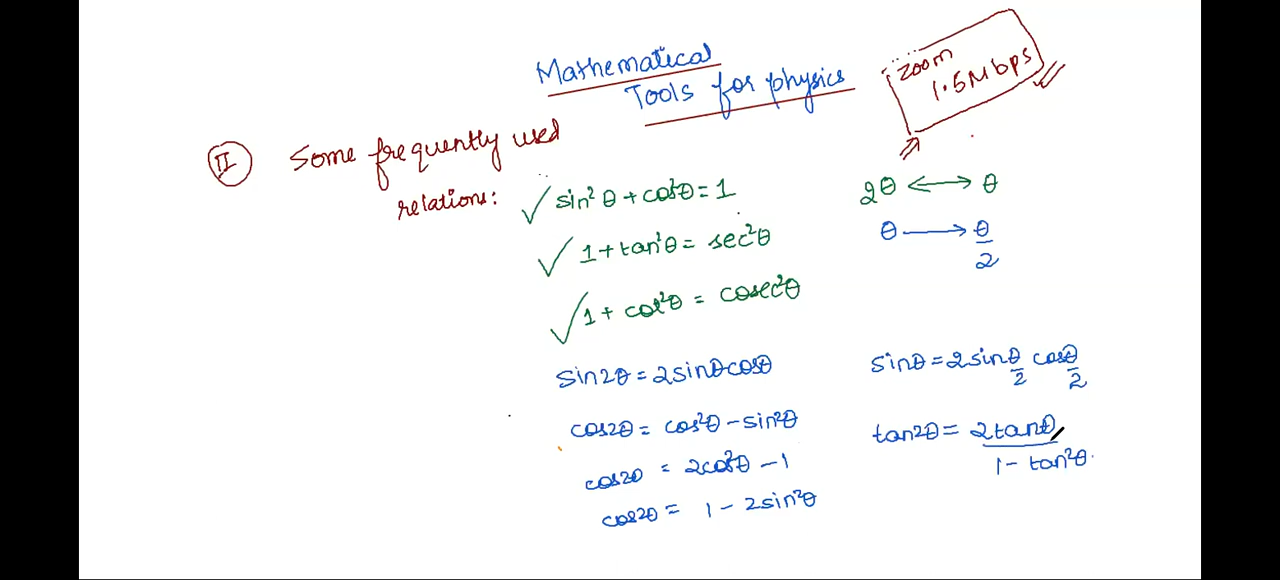 Mathematical
Tools for physics
Zoom
1.5Mbps
II Some frequently used
relations:
sin²θ + cos²θ = 1
2θ ⟷ θ
1 + tan²θ = sec²θ
θ ⟶ θ/2
1 + cot²θ = cosec²θ
sin2θ = 2sinθcosθ
sinθ = 2sinθ/2 cosθ/2
cos2θ = cos²θ - sin²θ
tan2θ = 2tanθ / 1 - tan²θ
cos2θ = 2cos²θ - 1
cos2θ = 1 - 2sin²θ